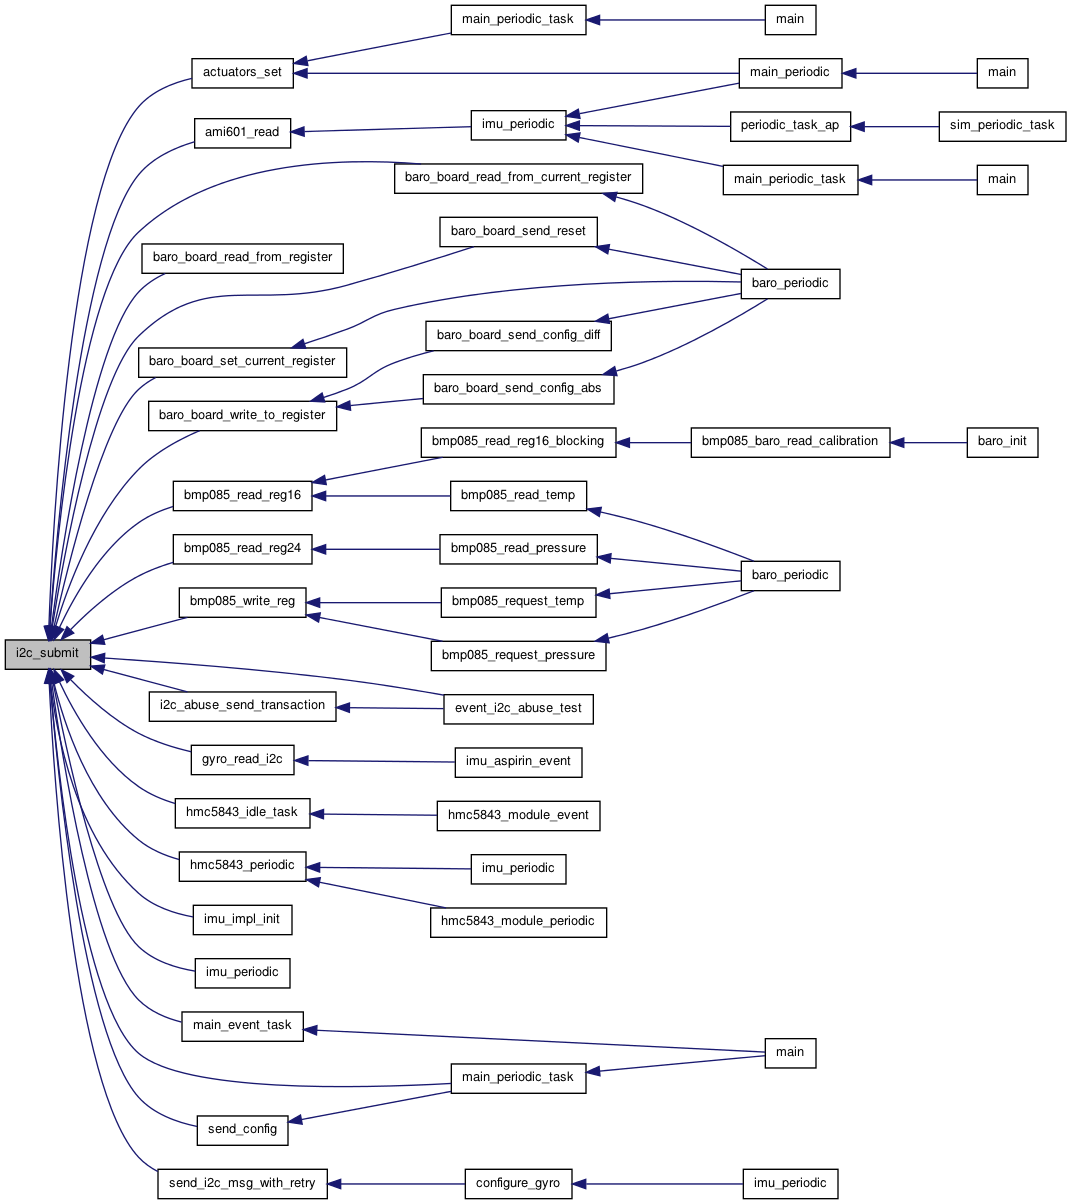 main_periodic_task
main
actuators_set
main_periodic
main
ami601_read
imu_periodic
periodic_task_ap
sim_periodic_task
baro_board_read_from_current_register
main_periodic_task
main
baro_board_send_reset
baro_board_read_from_register
baro_periodic
baro_board_send_config_diff
baro_board_set_current_register
baro_board_send_config_abs
baro_board_write_to_register
bmp085_read_reg16_blocking
bmp085_baro_read_calibration
baro_init
bmp085_read_reg16
bmp085_read_temp
bmp085_read_reg24
bmp085_read_pressure
baro_periodic
bmp085_write_reg
bmp085_request_temp
i2c_submit
bmp085_request_pressure
i2c_abuse_send_transaction
event_i2c_abuse_test
gyro_read_i2c
imu_aspirin_event
hmc5843_idle_task
hmc5843_module_event
hmc5843_periodic
imu_periodic
imu_impl_init
hmc5843_module_periodic
imu_periodic
main_event_task
main
main_periodic_task
send_config
send_i2c_msg_with_retry
configure_gyro
imu_periodic